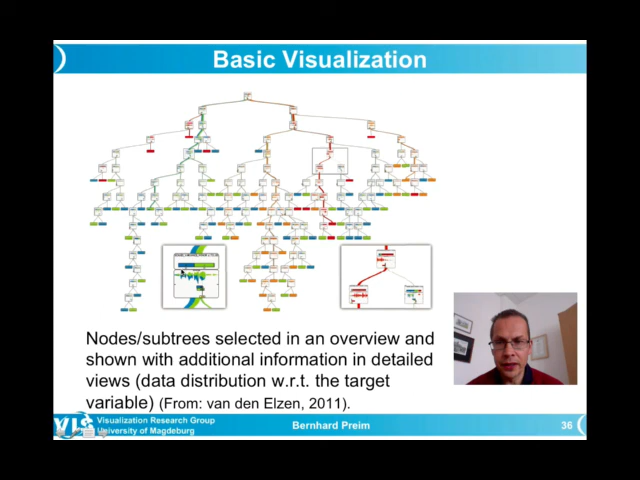 Basic Visualization
Nodes/subtrees selected in an overview and
shown with additional information in detailed
views (data distribution w.r.t. the target
variable) (From: van den Elzen, 2011).
Visualization Research Group
University of Magdeburg
Bernhard Preim
36